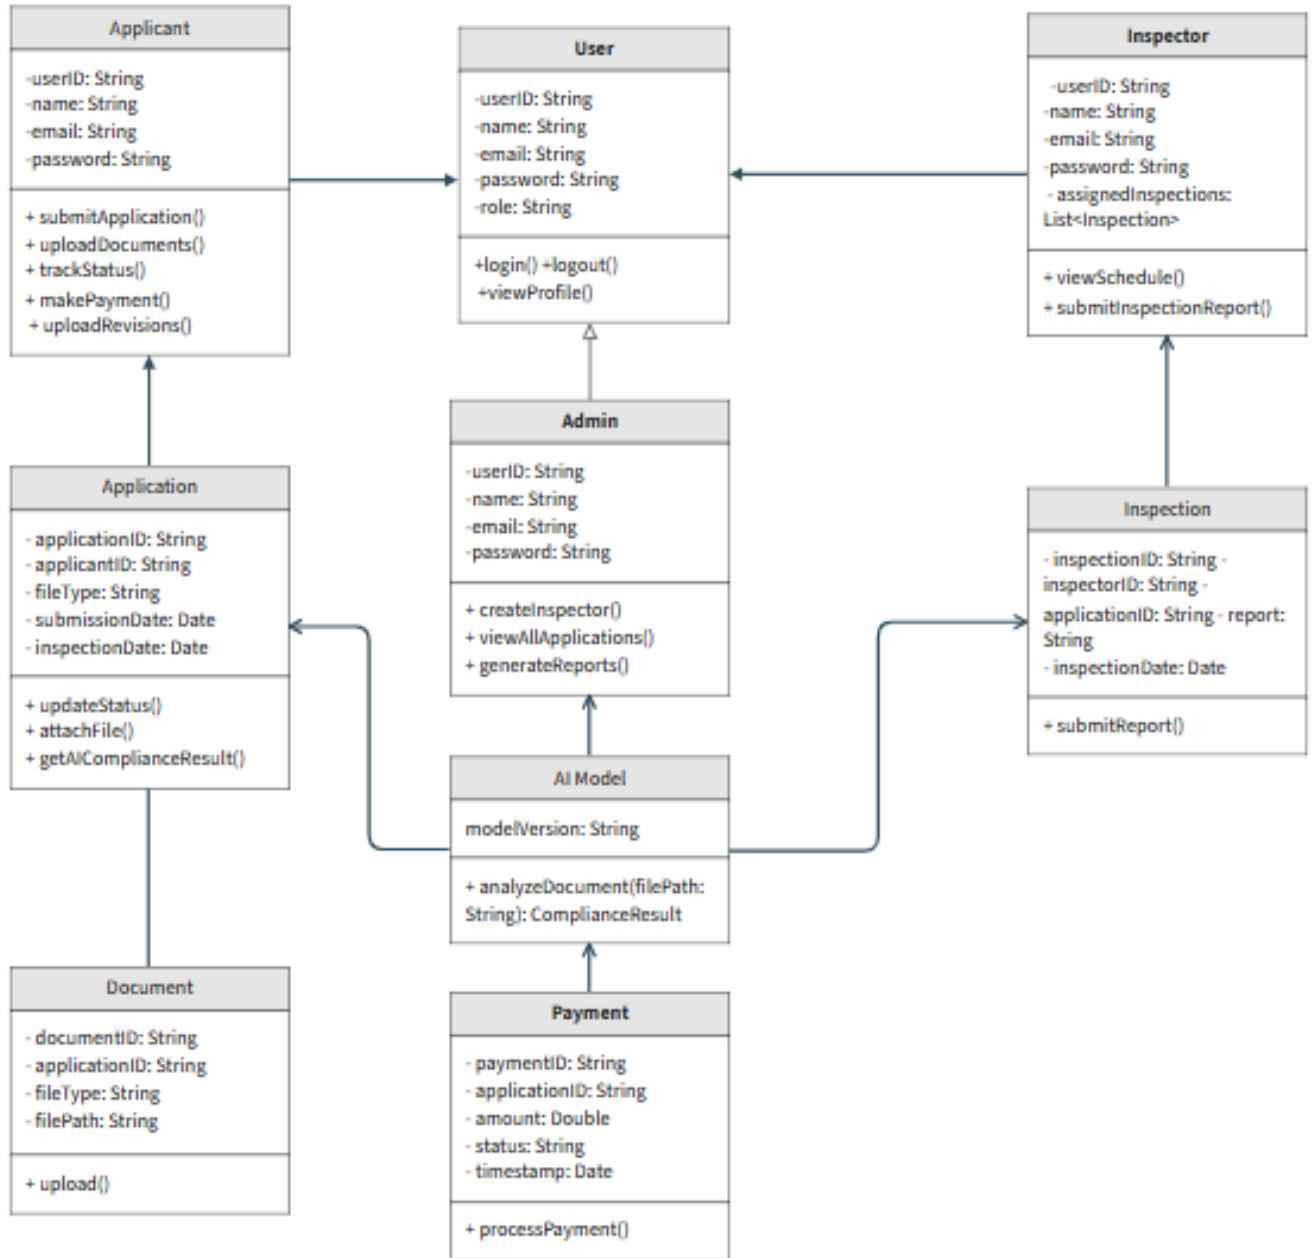 Applicant
-userID: String
-name: String
-email: String
-password: String
+ submitApplication()
+ uploadDocuments()
+ trackStatus()
+ makePayment()
+ uploadRevisions()
User
-userID: String
-name: String
-email: String
-password: String
-role: String
+login() +logout()
+viewProfile()
Inspector
-userID: String
-name: String
-email: String
-password: String
- assignedInspections:
List<Inspection>
+ viewSchedule()
+ submitInspectionReport()
Admin
-userID: String
-name: String
-email: String
-password: String
+ createInspector()
+ viewAllApplications()
+ generateReports()
Application
- applicationID: String
- applicantID: String
- fileType: String
- submissionDate: Date
- inspectionDate: Date
+ updateStatus()
+ attachFile()
+ getAIComplianceResult()
Inspection
- inspectionID: String -
inspectorID: String -
applicationID: String - report:
String
- inspectionDate: Date
+ submitReport()
AI Model
modelVersion: String
+ analyzeDocument(filePath:
String): ComplianceResult
Document
- documentID: String
- applicationID: String
- fileType: String
- filePath: String
+ upload()
Payment
- paymentID: String
- applicationID: String
- amount: Double
- status: String
- timestamp: Date
+ processPayment()